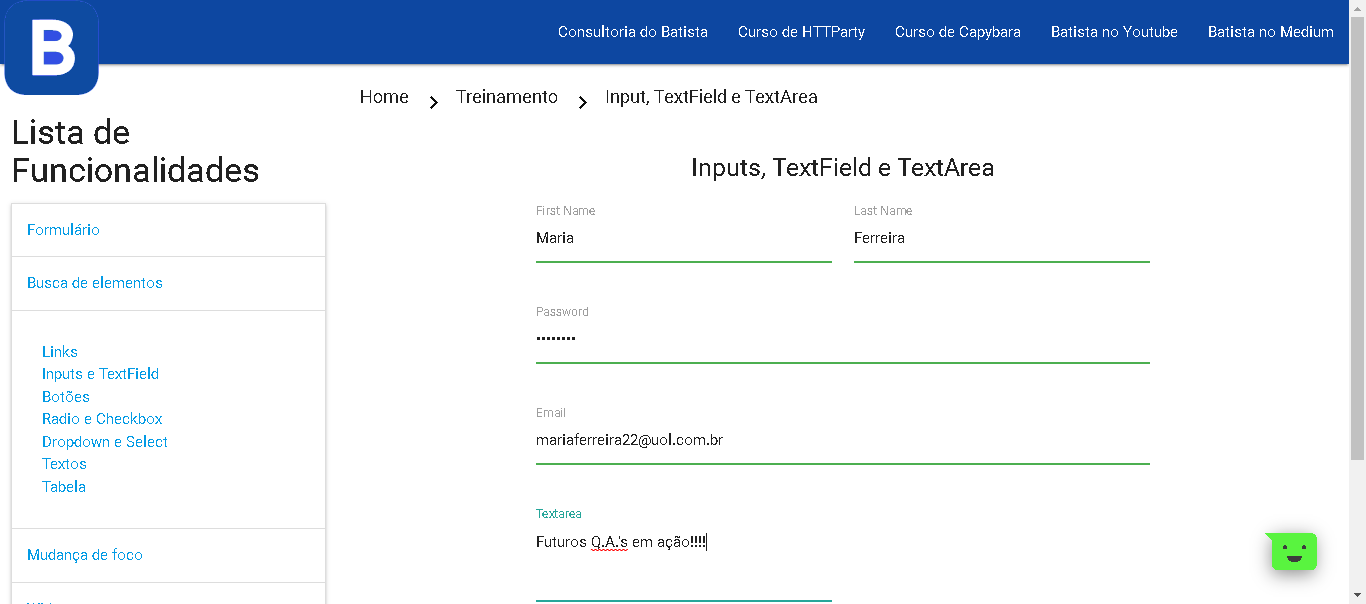 B
Consultoria do Batista Curso de HTTParty Curso de Capybara Batista no Youtube Batista no Medium
Home Treinamento Input, TextField e TextArea
Lista de
Funcionalidades
Formulário
Busca de elementos
Links
Inputs e TextField
Botões
Radio e Checkbox
Dropdown e Select
Textos
Tabela
Mudança de foco
Inputs, TextField e TextArea
First Name Last Name
Maria Ferreira
Password
••••••••
Email
mariaferreira22@uol.com.br
Textarea
Futuros Q.A.'s em ação!!!!